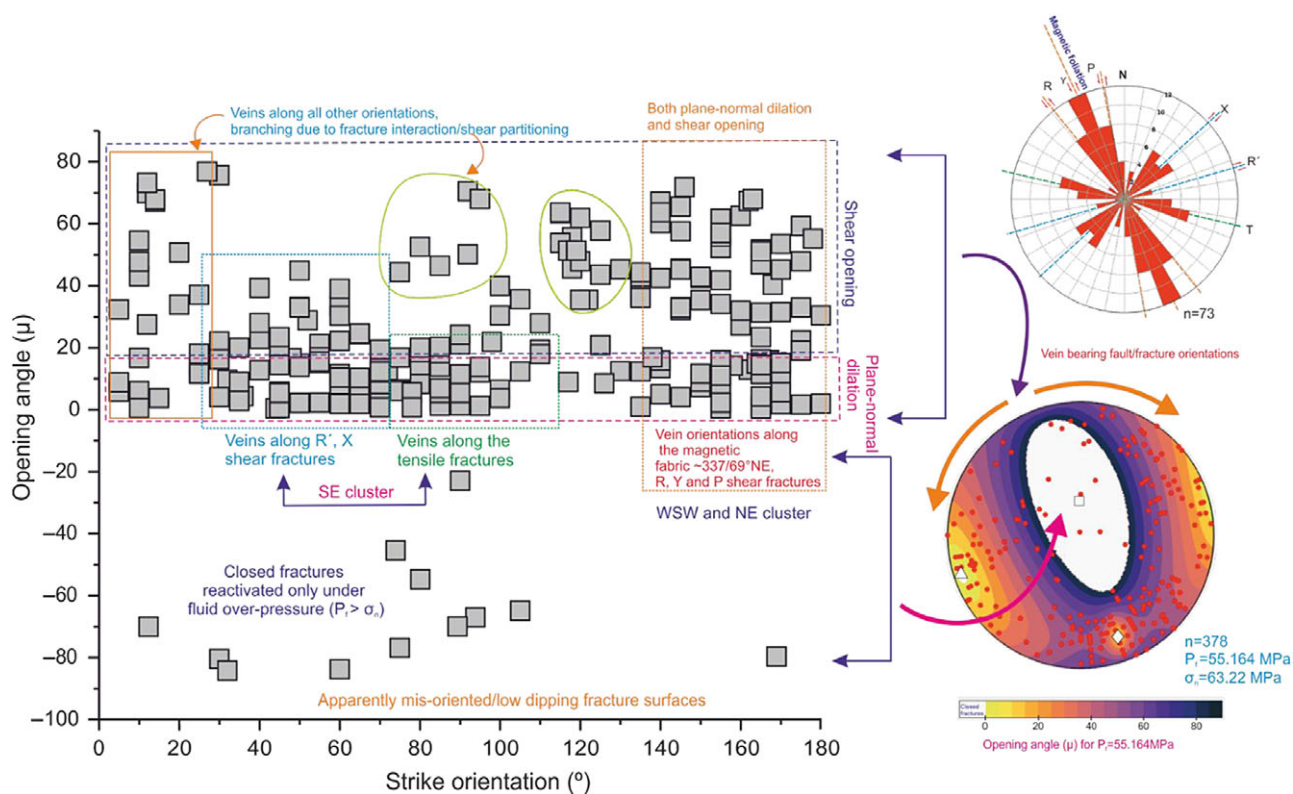 Veins along all other orientations,
branching due to fracture interaction/shear partitioning
Both plane-normal dilation
and shear opening
Opening angle (μ)
80
60
40
20
0
−20
−40
−60
−80
−100
0
20
40
60
80
100
120
140
160
180
Strike orientation (º)
Shear opening
Plane-normal
dilation
Veins along R´, X
shear fractures
Veins along the
tensile fractures
Vein orientations along
the magnetic
fabric ~337/69°NE,
R, Y and P shear fractures
SE cluster
WSW and NE cluster
Closed fractures
reactivated only under
fluid over-pressure (Pf > σn)
Apparently mis-oriented/low dipping fracture surfaces
Magnetic foliation
R
Y
P
N
X
R´
T
12
8
6
4
n=73
Vein bearing fault/fracture orientations
n=378
Pf=55.164 MPa
σn=63.22 MPa
Closed
fractures
0
20
40
60
80
Opening angle (μ) for Pf=55.164MPa